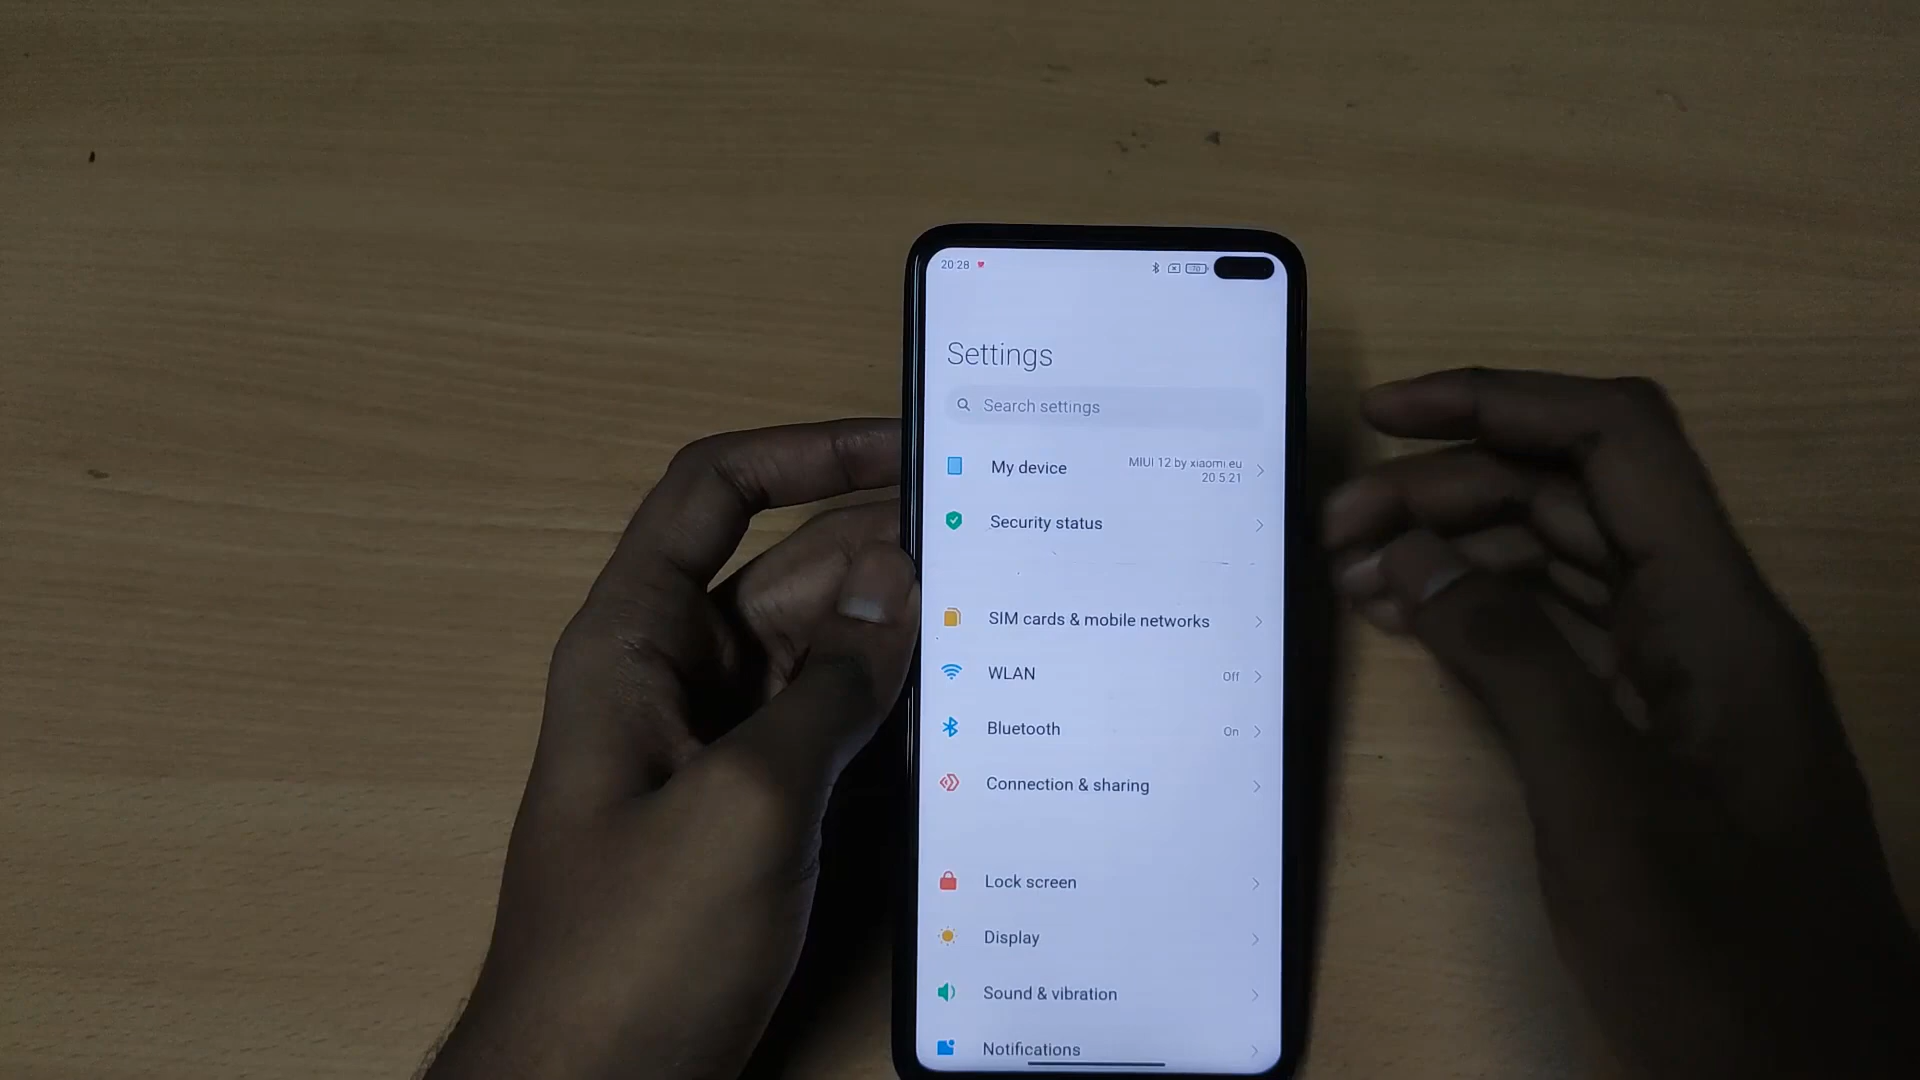 20:28
70
Settings
Search settings
My device
MIUI 12 by xiaomi.eu
20.5.21
Security status
SIM cards & mobile networks
WLAN
Off
Bluetooth
On
Connection & sharing
Lock screen
Display
Sound & vibration
Notifications